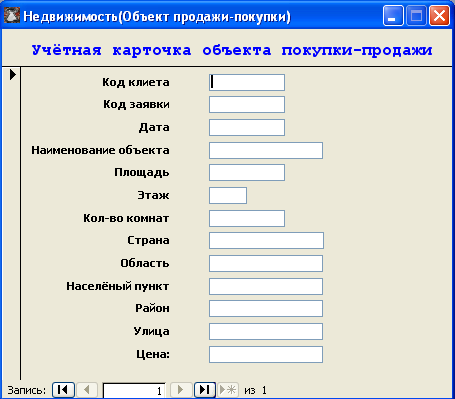 Недвижимость(Объект продажи-покупки)
Учётная карточка объекта покупки-продажи
Код клиета
Код заявки
Дата
Наименование объекта
Площадь
Этаж
Кол-во комнат
Страна
Область
Населёный пункт
Район
Улица
Цена:
Запись: 1 из 1